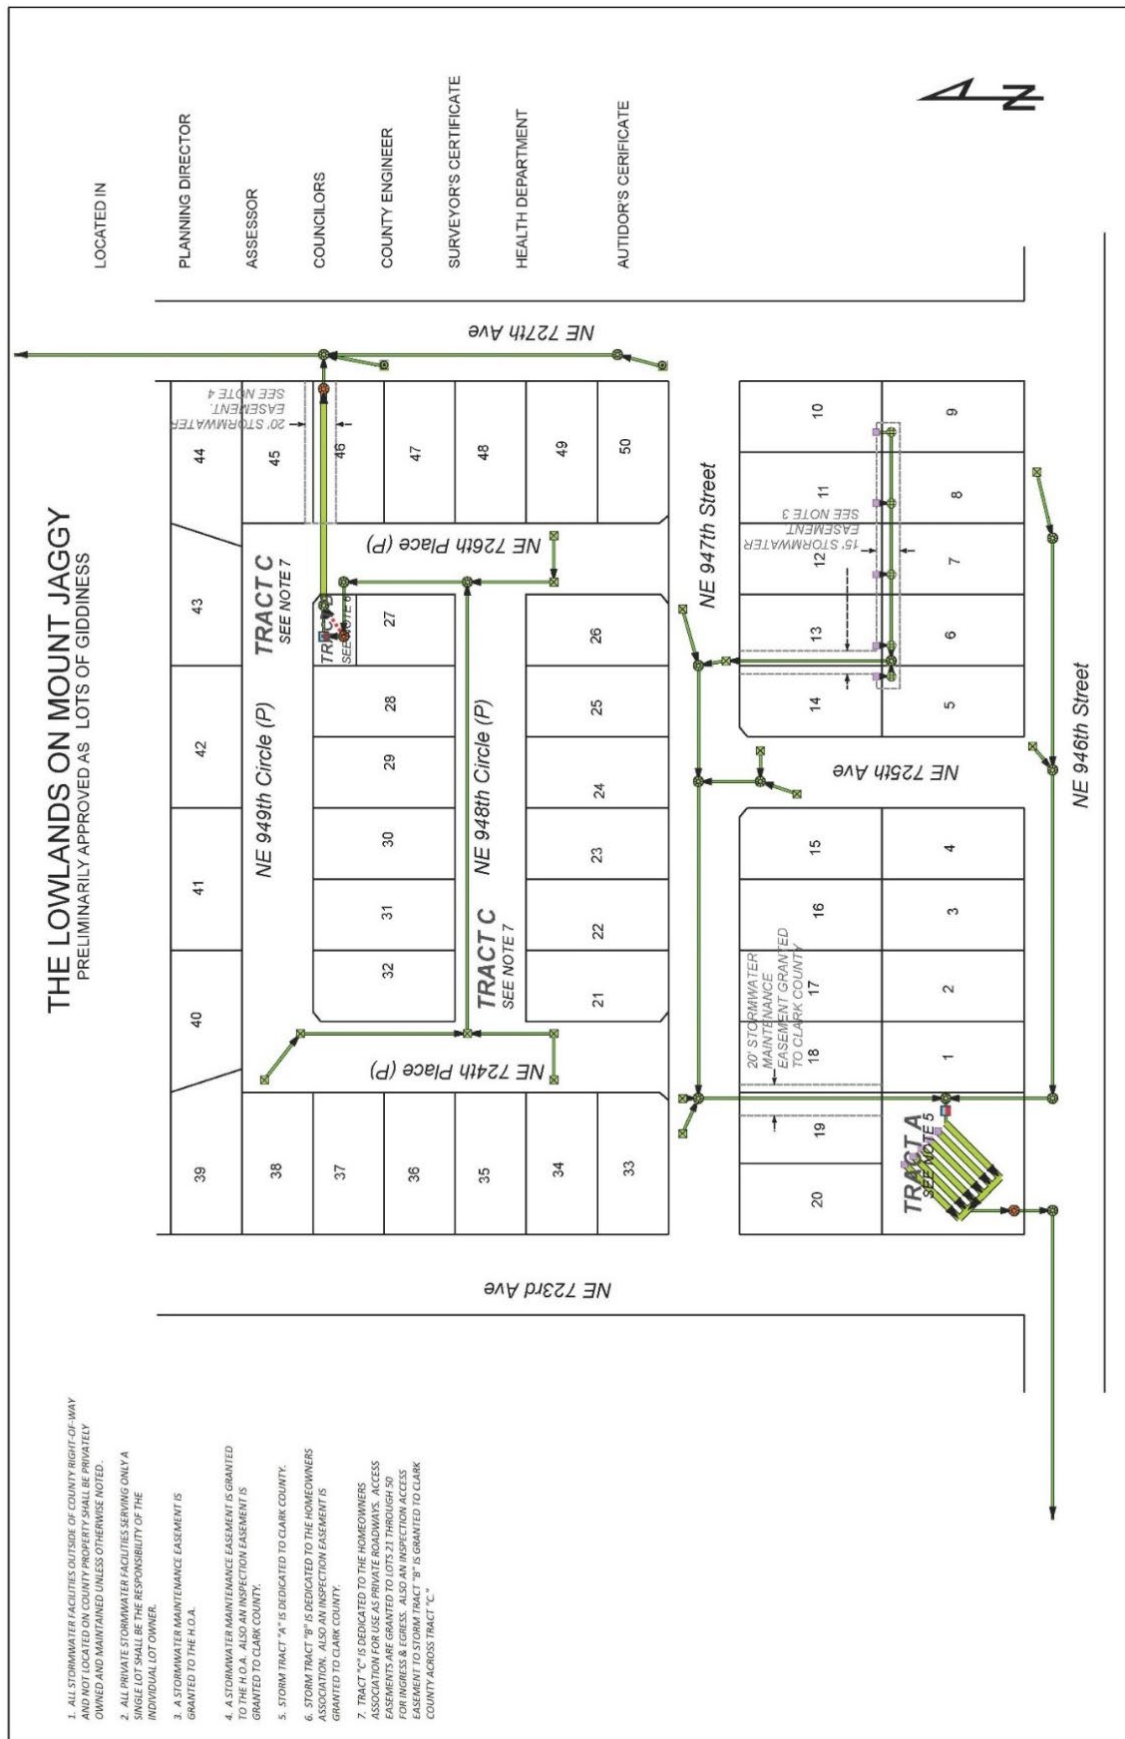 THE LOWLANDS ON MOUNT JAGGY
PRELIMINARILY APPROVED AS LOTS OF GIDDINESS
LOCATED IN
PLANNING DIRECTOR
ASSESSOR
COUNCILORS
COUNTY ENGINEER
SURVEYOR'S CERTIFICATE
HEALTH DEPARTMENT
AUTIDOR'S CERIFICATE
N
1. ALL STORMWATER FACILITIES OUTSIDE OF COUNTY RIGHT-OF-WAY
AND NOT LOCATED ON COUNTY PROPERTY SHALL BE PRIVATELY
OWNED AND MAINTAINED UNLESS OTHERWISE NOTED.
2. ALL PRIVATE STORMWATER FACILITIES SERVING ONLY A
SINGLE LOT SHALL BE THE RESPONSIBILITY OF THE
INDIVIDUAL LOT OWNER.
3. A STORMWATER MAINTENANCE EASEMENT IS
GRANTED TO THE H.O.A.
4. A STORMWATER MAINTENANCE EASEMENT IS GRANTED
TO THE H.O.A. ALSO AN INSPECTION EASEMENT IS
GRANTED TO CLARK COUNTY.
5. STORM TRACT "A" IS DEDICATED TO CLARK COUNTY.
6. STORM TRACT "B" IS DEDICATED TO THE HOMEOWNERS
ASSOCIATION. ALSO AN INSPECTION EASEMENT IS
GRANTED TO CLARK COUNTY.
7. TRACT "C" IS DEDICATED TO THE HOMEOWNERS
ASSOCIATION FOR USE AS PRIVATE ROADWAYS. ACCESS
EASEMENTS ARE GRANTED TO LOTS 21 THROUGH 50
FOR INGRESS & EGRESS. ALSO AN INSPECTION ACCESS
EASEMENT TO STORM TRACT "B" IS GRANTED TO CLARK
COUNTY ACROSS TRACT "C."
39
40
41
42
43
44
38
37
36
35
34
33
NE 949th Circle (P)
TRACT C
SEE NOTE 7
45
46
47
48
49
50
20' STORMWATER
EASEMENT.
SEE NOTE 4
32
31
30
29
28
27
TRACT
SEE NOTE 6
NE 724th Place (P)
TRACT C
SEE NOTE 7
NE 948th Circle (P)
NE 726th Place (P)
21
22
23
24
25
26
NE 723rd Ave
NE 727th Ave
NE 947th Street
20
19
18
17
16
15
20' STORMWATER
MAINTENANCE
EASEMENT GRANTED
TO CLARK COUNTY
14
13
12
11
10
15' STORMWATER
EASEMENT
SEE NOTE 3
NE 725th Ave
TRACT A
SEE NOTE 5
1
2
3
4
5
6
7
8
9
NE 946th Street